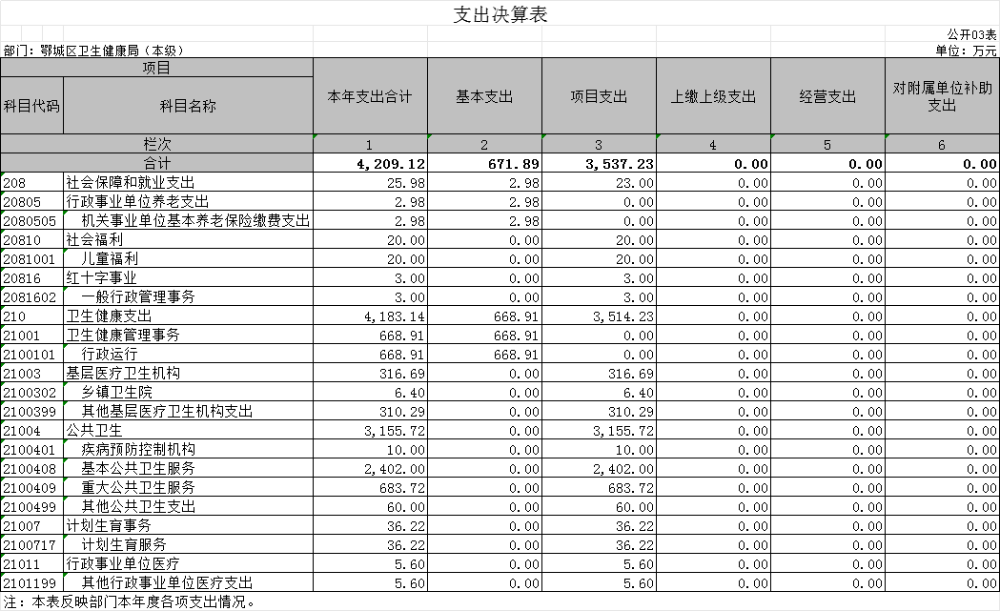 支出决算表
公开03表
部门：鄂城区卫生健康局（本级） 单位：万元
项目 本年支出合计 基本支出 项目支出 上缴上级支出 经营支出 对附属单位补助支出
科目代码 科目名称
栏次 1 2 3 4 5 6
合计 4,209.12 671.89 3,537.23 0.00 0.00 0.00
208 社会保障和就业支出 25.98 2.98 23.00 0.00 0.00 0.00
20805 行政事业单位养老支出 2.98 2.98 0.00 0.00 0.00 0.00
2080505 机关事业单位基本养老保险缴费支出 2.98 2.98 0.00 0.00 0.00 0.00
20810 社会福利 20.00 0.00 20.00 0.00 0.00 0.00
2081001 儿童福利 20.00 0.00 20.00 0.00 0.00 0.00
20816 红十字事业 3.00 0.00 3.00 0.00 0.00 0.00
2081602 一般行政管理事务 3.00 0.00 3.00 0.00 0.00 0.00
210 卫生健康支出 4,183.14 668.91 3,514.23 0.00 0.00 0.00
21001 卫生健康管理事务 668.91 668.91 0.00 0.00 0.00 0.00
2100101 行政运行 668.91 668.91 0.00 0.00 0.00 0.00
21003 基层医疗卫生机构 316.69 0.00 316.69 0.00 0.00 0.00
2100302 乡镇卫生院 6.40 0.00 6.40 0.00 0.00 0.00
2100399 其他基层医疗卫生机构支出 310.29 0.00 310.29 0.00 0.00 0.00
21004 公共卫生 3,155.72 0.00 3,155.72 0.00 0.00 0.00
2100401 疾病预防控制机构 10.00 0.00 10.00 0.00 0.00 0.00
2100408 基本公共卫生服务 2,402.00 0.00 2,402.00 0.00 0.00 0.00
2100409 重大公共卫生服务 683.72 0.00 683.72 0.00 0.00 0.00
2100499 其他公共卫生支出 60.00 0.00 60.00 0.00 0.00 0.00
21007 计划生育事务 36.22 0.00 36.22 0.00 0.00 0.00
2100717 计划生育服务 36.22 0.00 36.22 0.00 0.00 0.00
21011 行政事业单位医疗 5.60 0.00 5.60 0.00 0.00 0.00
2101199 其他行政事业单位医疗支出 5.60 0.00 5.60 0.00 0.00 0.00
注：本表反映部门本年度各项支出情况。